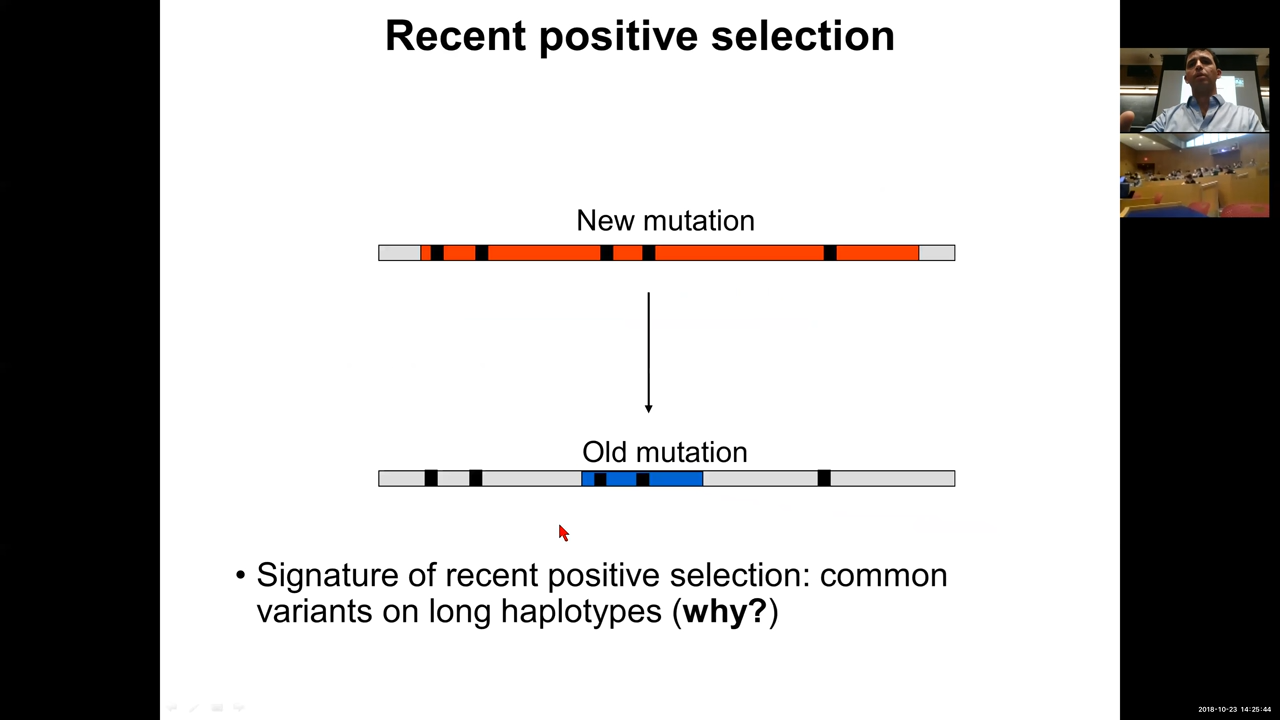 Recent positive selection
New mutation
Old mutation
• Signature of recent positive selection: common
variants on long haplotypes (why?)
2018-10-23 14:25:44